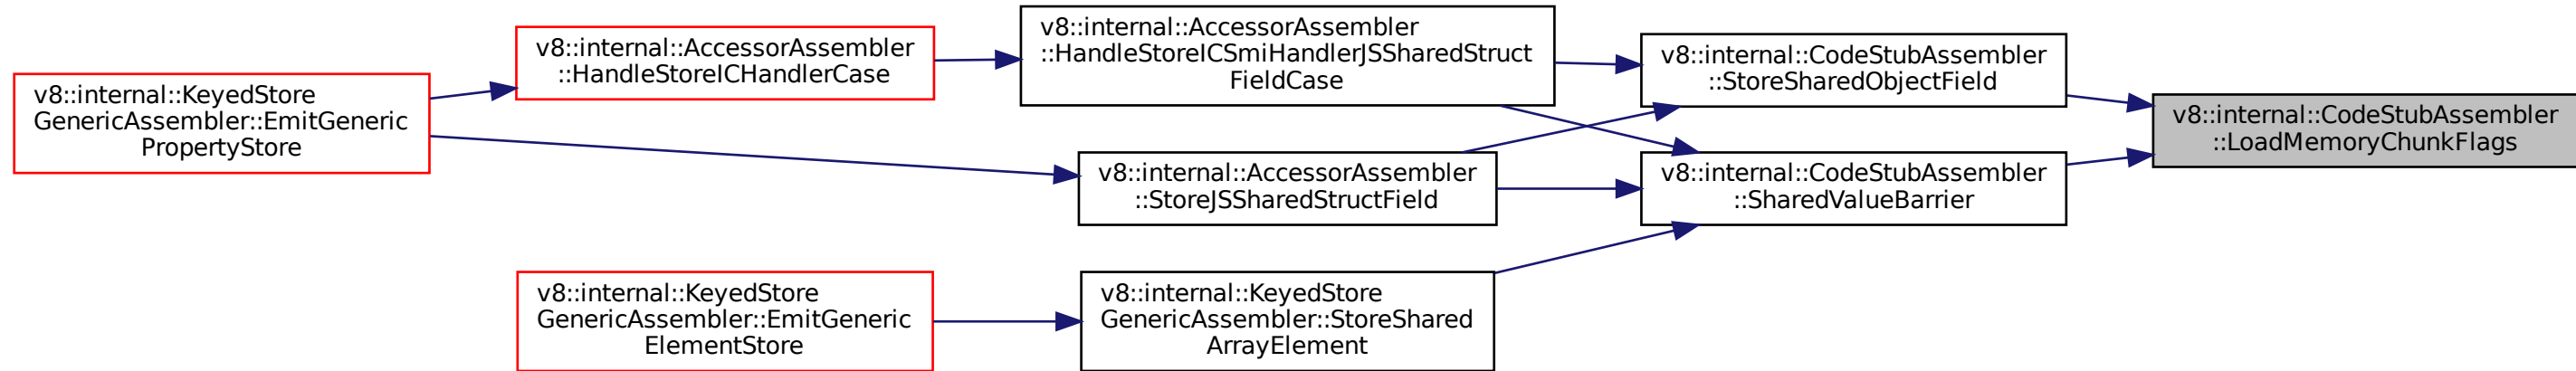 v8::internal::KeyedStore
GenericAssembler::EmitGeneric
PropertyStore
v8::internal::AccessorAssembler
::HandleStoreICHandlerCase
v8::internal::AccessorAssembler
::HandleStoreICSmiHandlerJSSharedStruct
FieldCase
v8::internal::CodeStubAssembler
::StoreSharedObjectField
v8::internal::CodeStubAssembler
::LoadMemoryChunkFlags
v8::internal::AccessorAssembler
::StoreJSSharedStructField
v8::internal::CodeStubAssembler
::SharedValueBarrier
v8::internal::KeyedStore
GenericAssembler::EmitGeneric
ElementStore
v8::internal::KeyedStore
GenericAssembler::StoreShared
ArrayElement